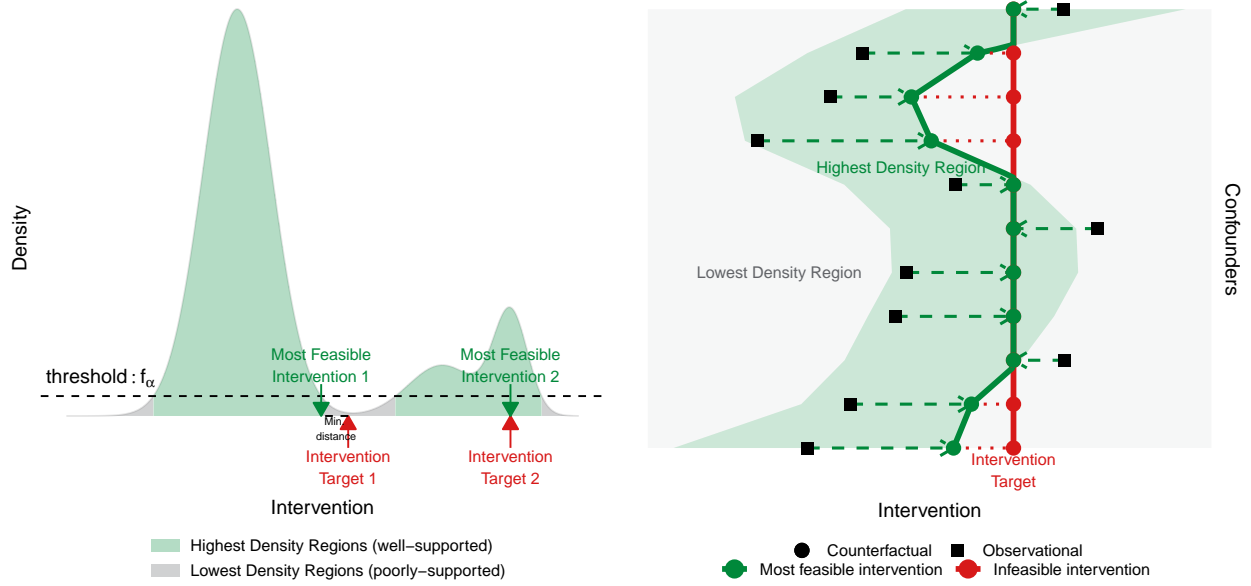 Density
threshold : fα
Most Feasible
Intervention 1
Most Feasible
Intervention 2
Min.
distance
Intervention
Target 1
Intervention
Target 2
Intervention
Highest Density Regions (well−supported)
Lowest Density Regions (poorly−supported)
Highest Density Region
Lowest Density Region
Confounders
Intervention
Target
Intervention
Counterfactual
Observational
Most feasible intervention
Infeasible intervention